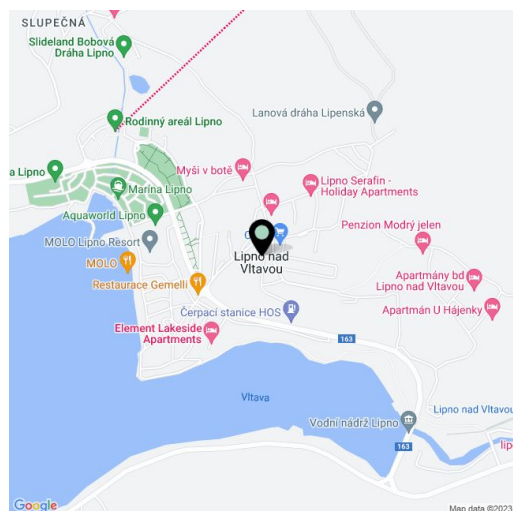 SLUPEČNÁ
Slideland Bobová
Dráha Lipno
Rodinný areál Lipno
Lanová dráha Lipenská
Myši v botě
Lipno Serafin -
Holiday Apartments
a Lipno
Marina Lipno
Aquaworld Lipno
Penzion Modrý jelen
MOLO Lipno Resort
Lipno nad
Vltavou
MOLO
Restaurace Gemelli
Apartmány bd
Lipno nad Vltavou
Čerpací stanice HOS
Apartmán U Hájenky
Element Lakeside
Apartments
163
Vltava
Lipno nad Vltavou
Vodní nádrž Lipno
163
lip
Google
Map data ©2023